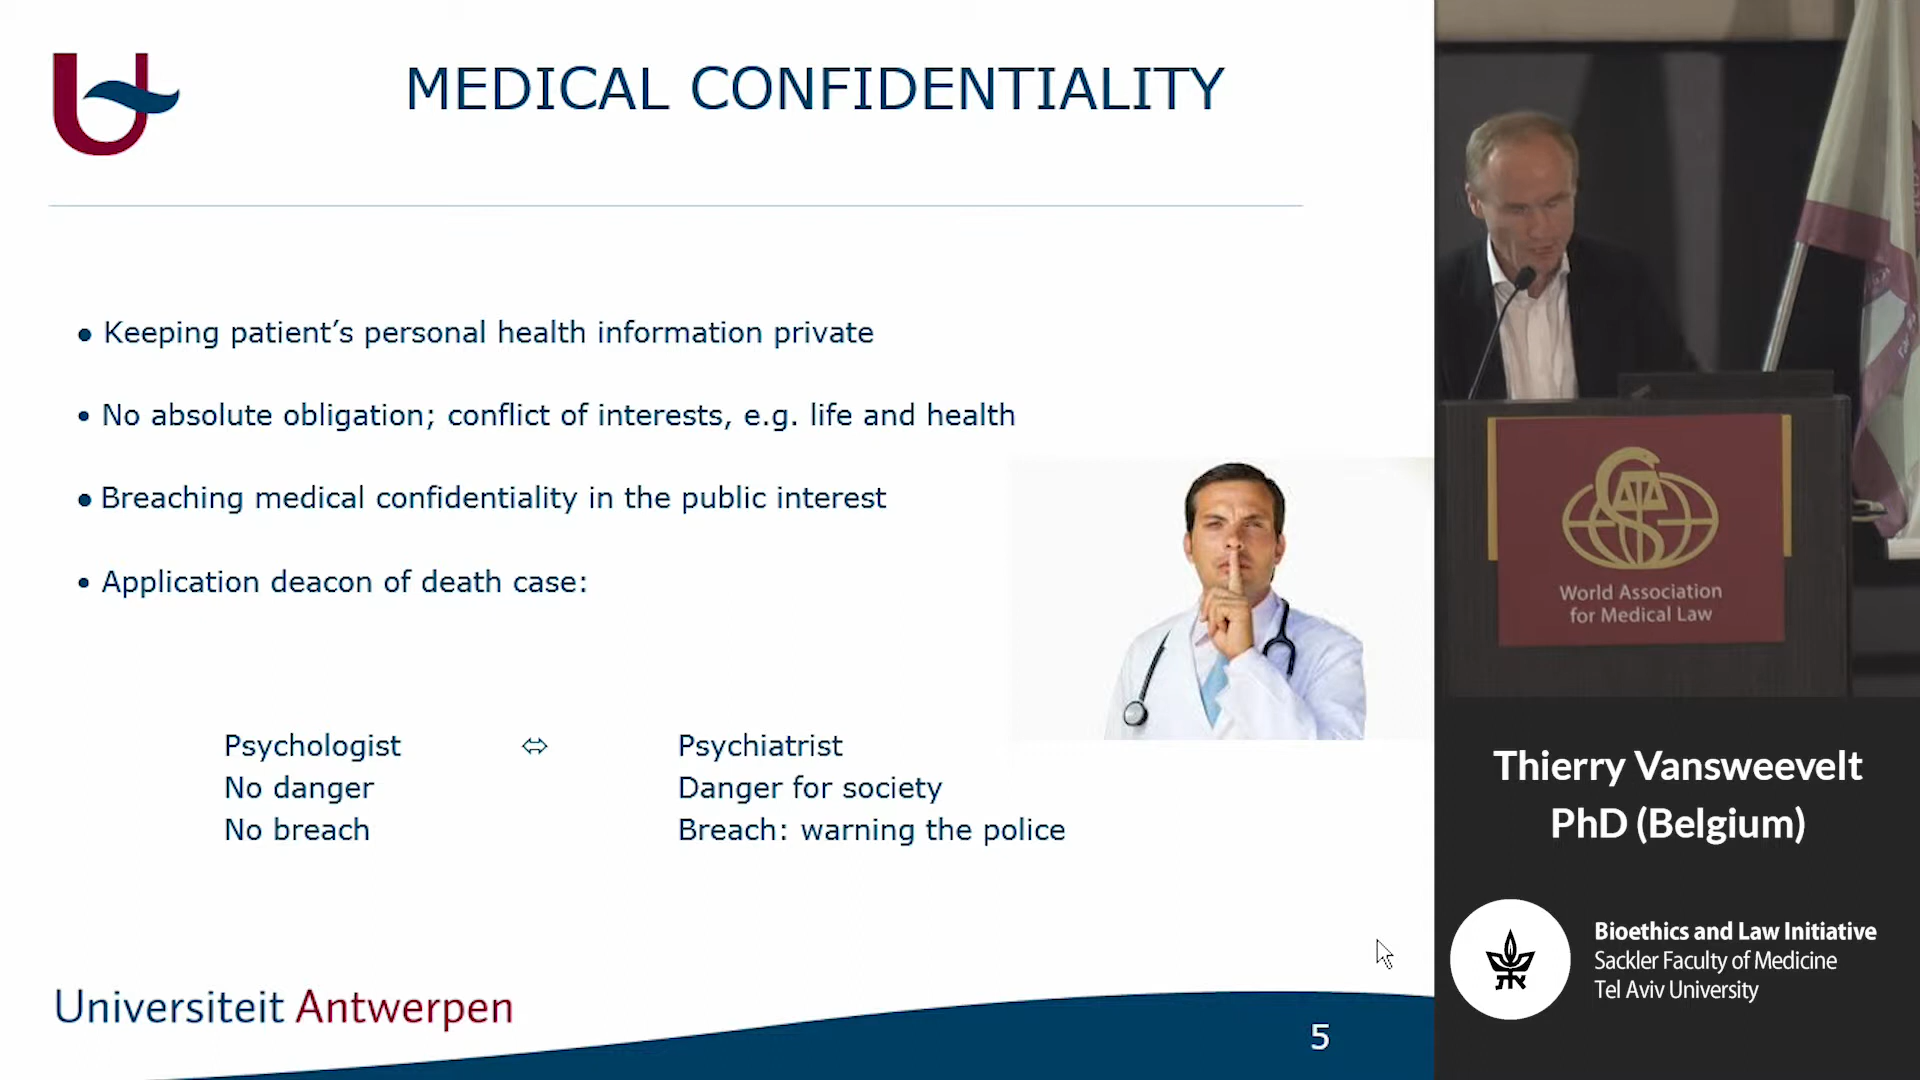 MEDICAL CONFIDENTIALITY
• Keeping patient’s personal health information private
• No absolute obligation; conflict of interests, e.g. life and health
• Breaching medical confidentiality in the public interest
• Application deacon of death case:
Psychologist ⇔ Psychiatrist
No danger Danger for society
No breach Breach: warning the police
Universiteit Antwerpen
5
World Association
for Medical Law
Thierry Vansweevelt
PhD (Belgium)
Bioethics and Law Initiative
Sackler Faculty of Medicine
Tel Aviv University